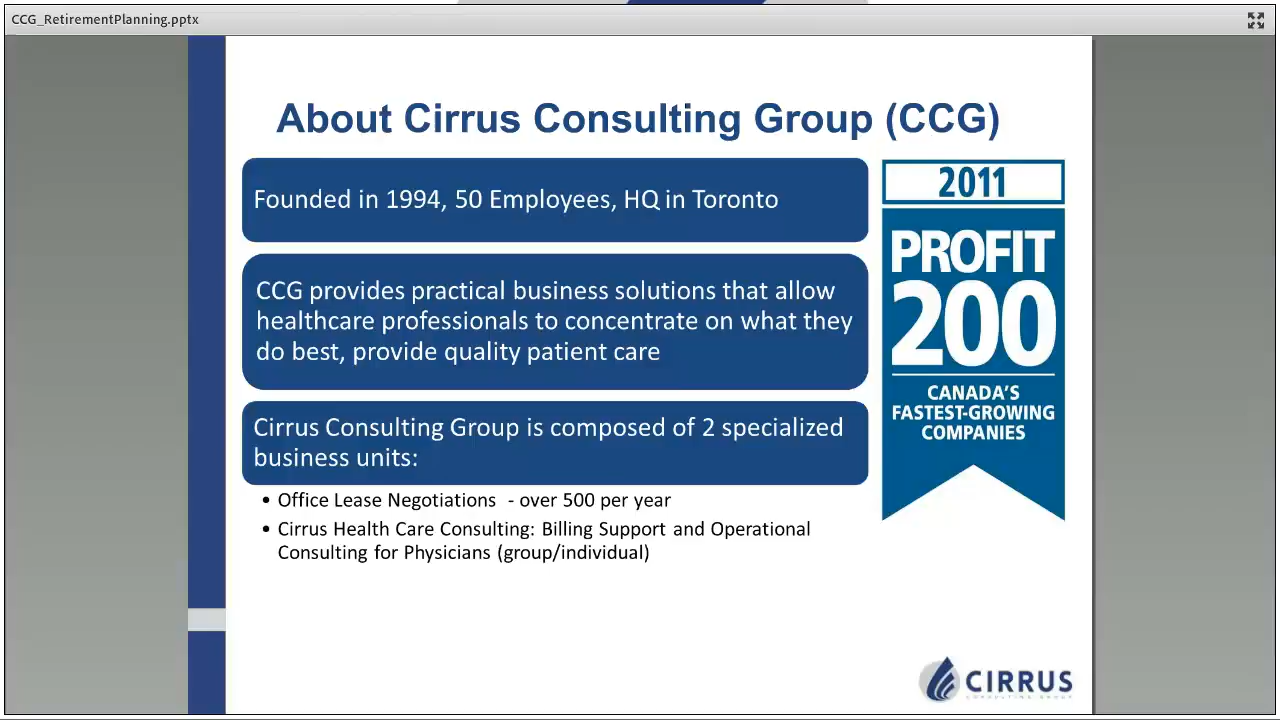 CCG_RetirementPlanning.pptx
About Cirrus Consulting Group (CCG)
Founded in 1994, 50 Employees, HQ in Toronto
CCG provides practical business solutions that allow
healthcare professionals to concentrate on what they
do best, provide quality patient care
Cirrus Consulting Group is composed of 2 specialized
business units:
• Office Lease Negotiations - over 500 per year
• Cirrus Health Care Consulting: Billing Support and Operational
Consulting for Physicians (group/individual)
2011
PROFIT
200
CANADA'S
FASTEST-GROWING
COMPANIES
CIRRUS
CONSULTING GROUP